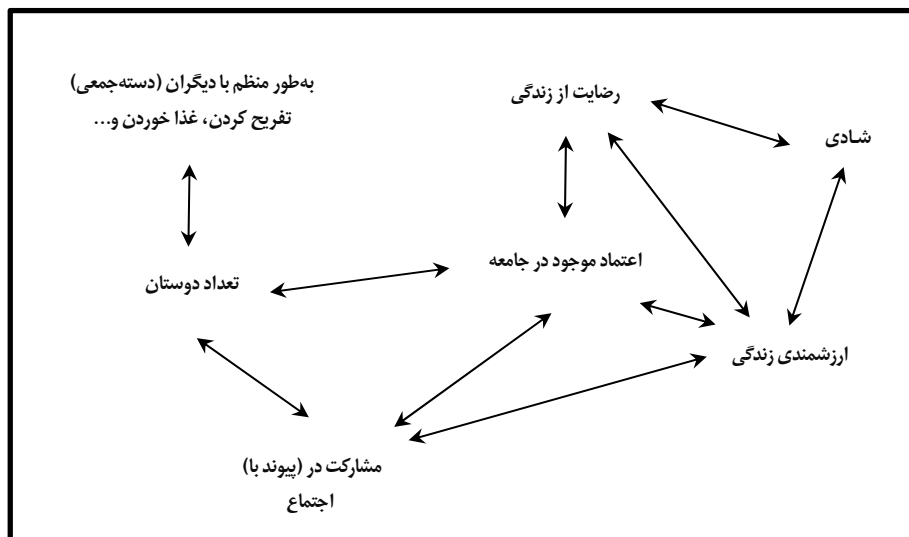 به‌طور منظم با دیگران (دسته‌جمعی)
تفریح کردن، غذا خوردن و...
رضایت از زندگی
شادی
اعتماد موجود در جامعه
تعداد دوستان
ارزشمندی زندگی
مشارکت در (پیوند با)
اجتماع